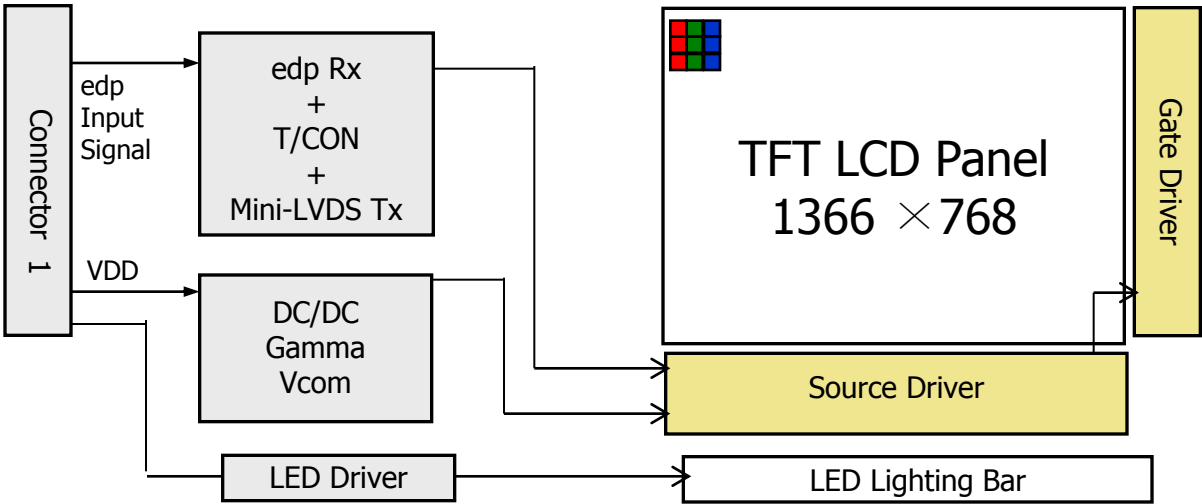 Connector 1
edp
Input
Signal
edp Rx
+
T/CON
+
Mini-LVDS Tx
TFT LCD Panel
1366 ×768
Gate Driver
VDD
DC/DC
Gamma
Vcom
Source Driver
LED Driver
LED Lighting Bar